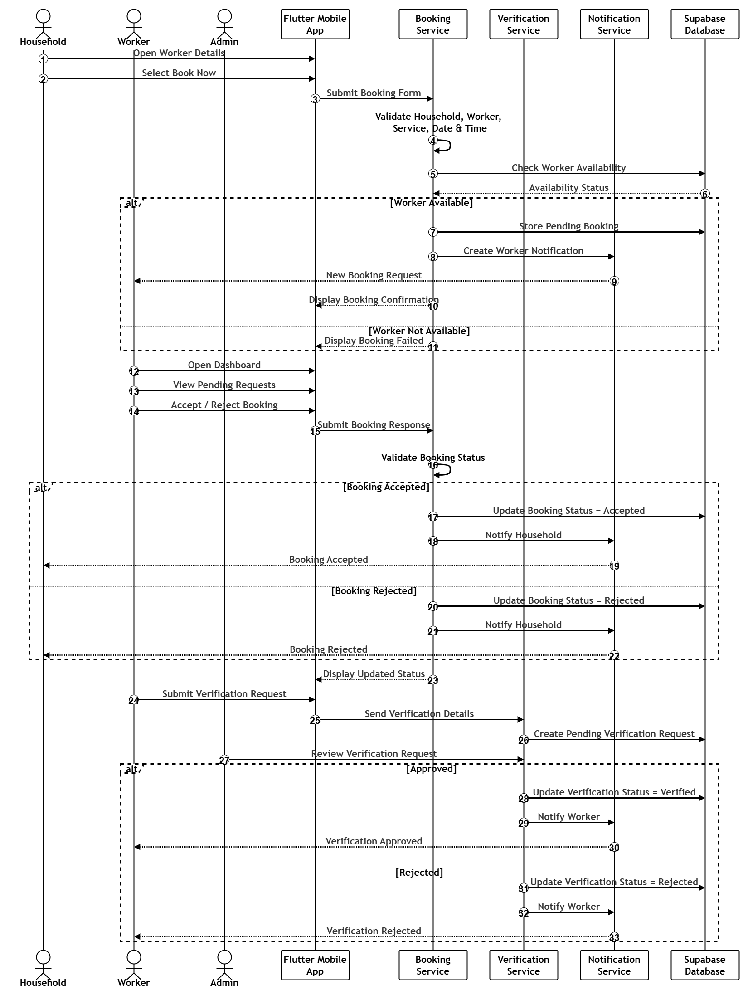 Household
Worker
Admin
Flutter Mobile
App
Booking
Service
Verification
Service
Notification
Service
Supabase
Database
Open Worker Details
1
Select Book Now
2
Submit Booking Form
3
Validate Household, Worker,
Service, Date & Time
4
Check Worker Availability
5
Availability Status
6
alt
[Worker Available]
Store Pending Booking
7
Create Worker Notification
8
New Booking Request
9
Display Booking Confirmation
10
[Worker Not Available]
Display Booking Failed
11
Open Dashboard
12
View Pending Requests
13
Accept / Reject Booking
14
Submit Booking Response
15
Validate Booking Status
16
alt
[Booking Accepted]
Update Booking Status = Accepted
17
Notify Household
18
Booking Accepted
19
[Booking Rejected]
Update Booking Status = Rejected
20
Notify Household
21
Booking Rejected
22
Display Updated Status
23
Submit Verification Request
24
Send Verification Details
25
Create Pending Verification Request
26
Review Verification Request
27
alt
[Approved]
Update Verification Status = Verified
28
Notify Worker
29
Verification Approved
30
[Rejected]
Update Verification Status = Rejected
31
Notify Worker
32
Verification Rejected
33
Household
Worker
Admin
Flutter Mobile
App
Booking
Service
Verification
Service
Notification
Service
Supabase
Database